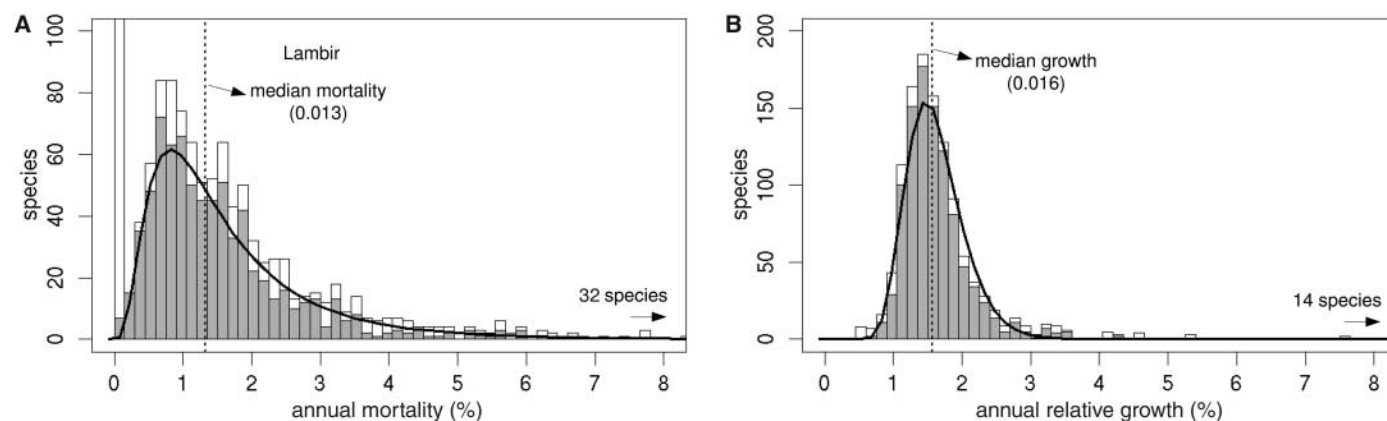 A
Lambir
median mortality
(0.013)
32 species
species
0 20 40 60 80 100
0 1 2 3 4 5 6 7 8
annual mortality (%)
B
median growth
(0.016)
14 species
species
0 50 100 150 200
0 1 2 3 4 5 6 7 8
annual relative growth (%)